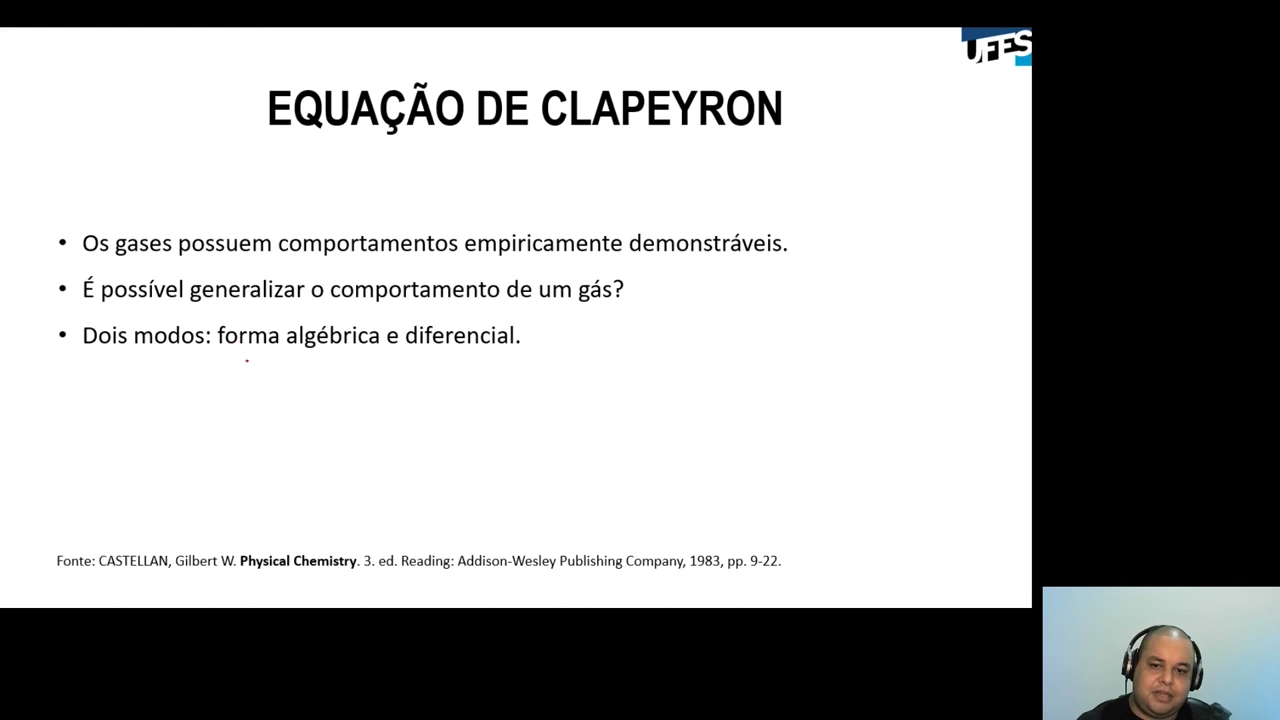 UFES
EQUAÇÃO DE CLAPEYRON
• Os gases possuem comportamentos empiricamente demonstráveis.
• É possível generalizar o comportamento de um gás?
• Dois modos: forma algébrica e diferencial.
Fonte: CASTELLAN, Gilbert W. Physical Chemistry. 3. ed. Reading: Addison-Wesley Publishing Company, 1983, pp. 9-22.